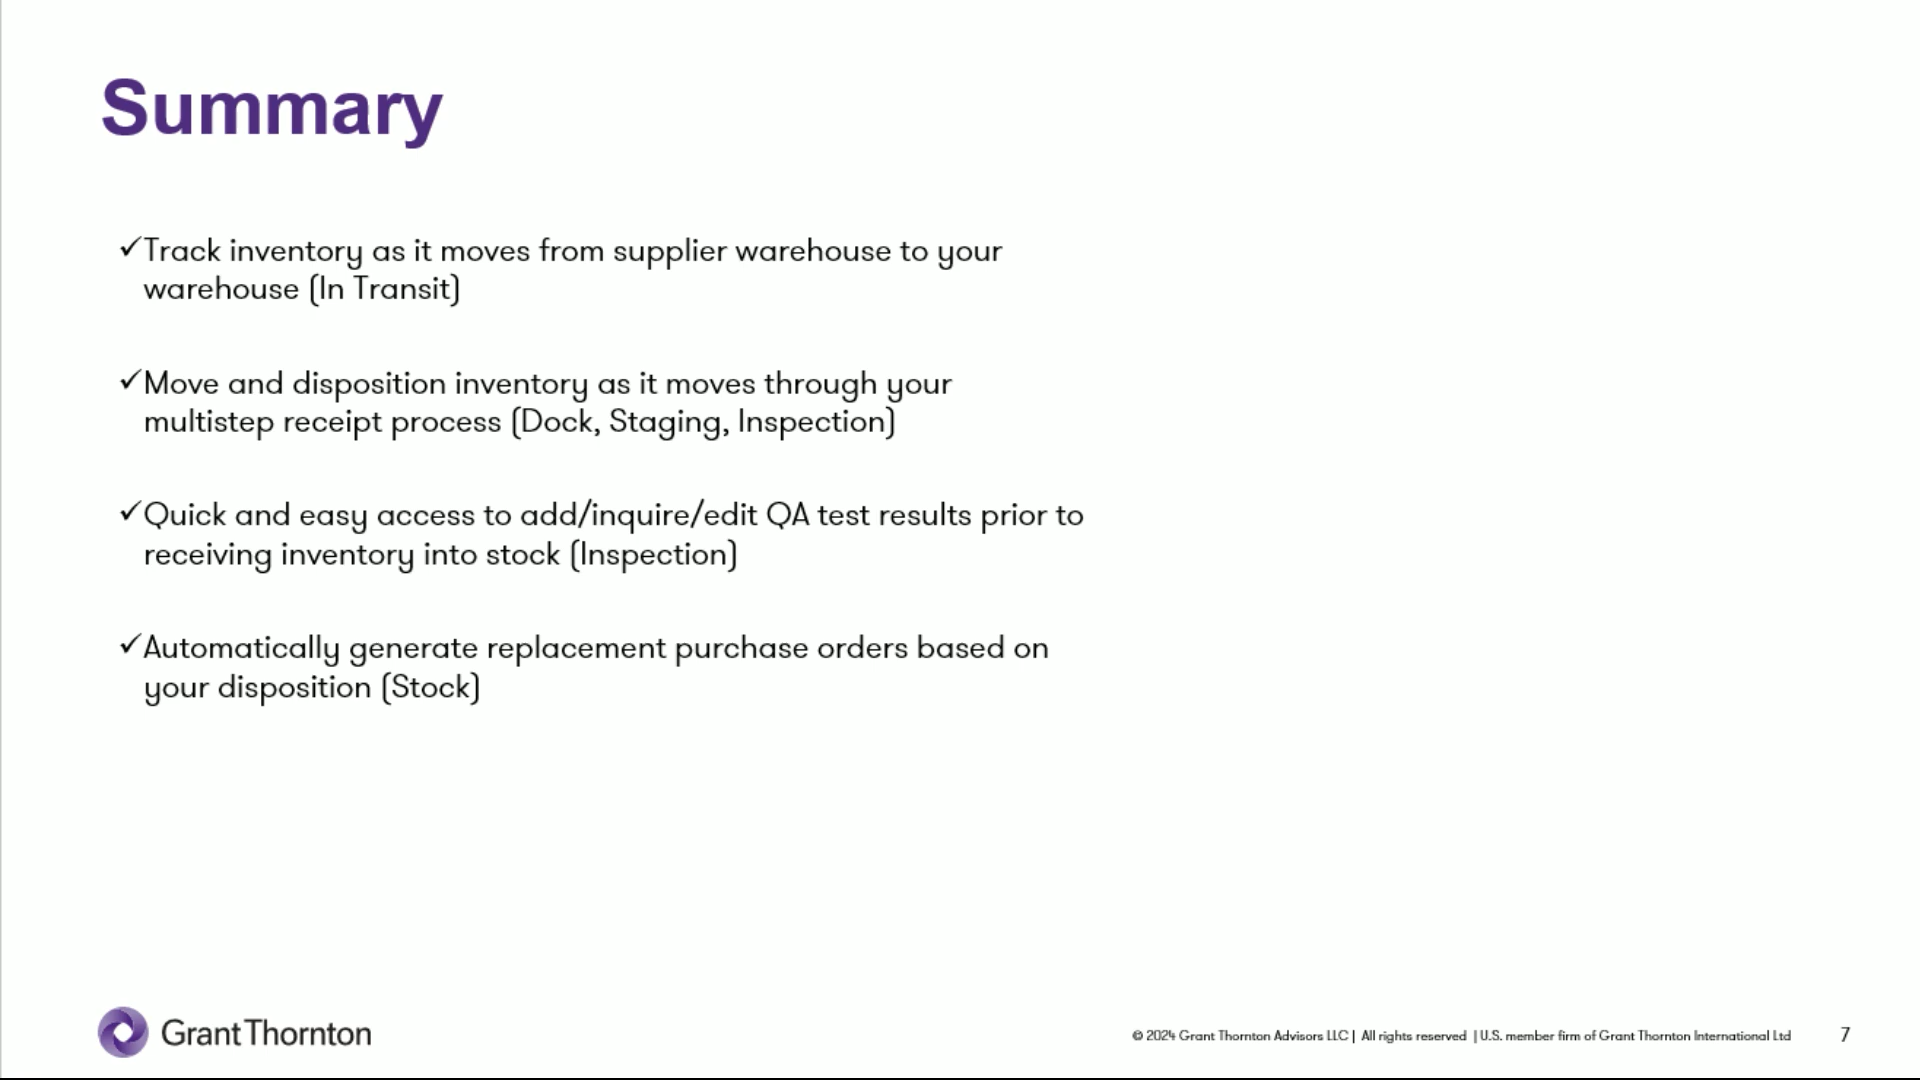 Summary
✓Track inventory as it moves from supplier warehouse to your
warehouse (In Transit)
✓Move and disposition inventory as it moves through your
multistep receipt process (Dock, Staging, Inspection)
✓Quick and easy access to add/inquire/edit QA test results prior to
receiving inventory into stock (Inspection)
✓Automatically generate replacement purchase orders based on
your disposition (Stock)
GrantThornton
© 2024 Grant Thornton Advisors LLC | All rights reserved | U.S. member firm of Grant Thornton International Ltd
7